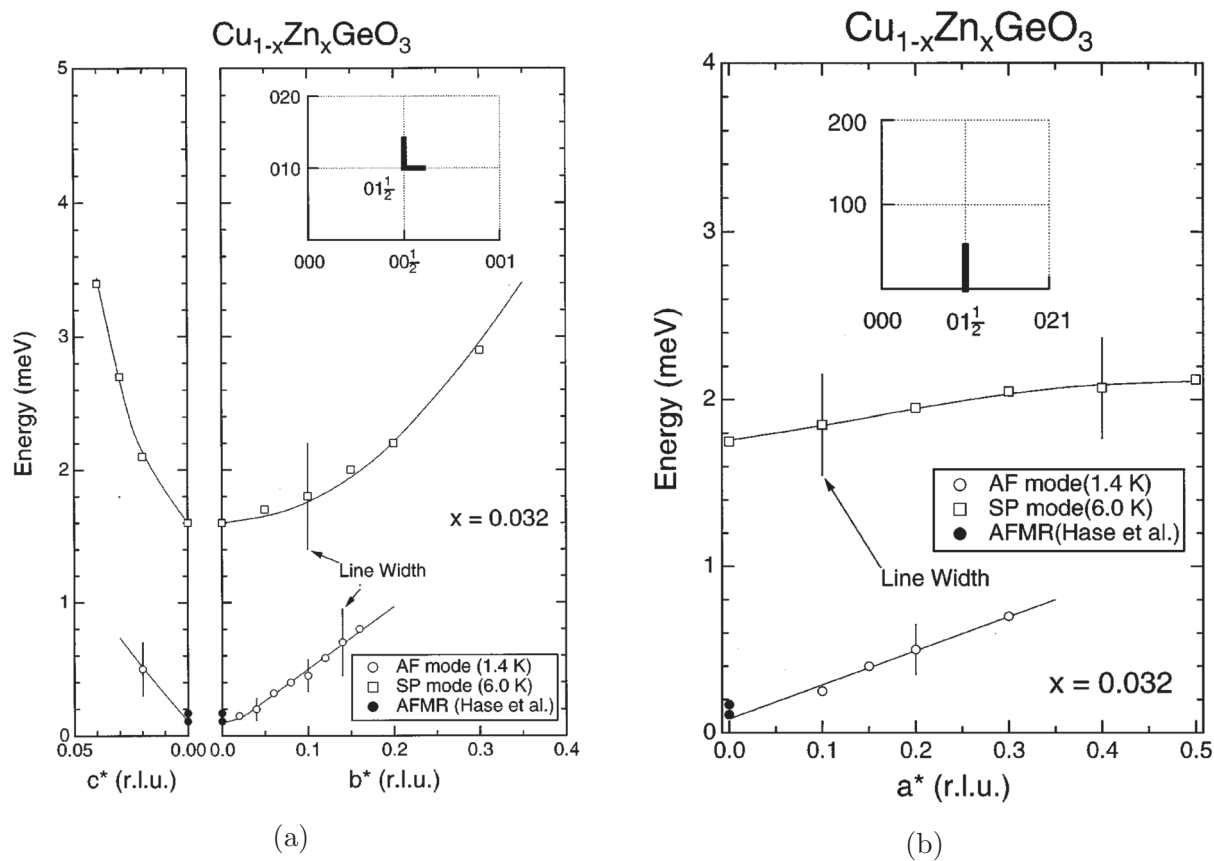 Cu1-xZnxGeO3
5
4
3
2
1
0
Energy (meV)
0.05
0.00
c* (r.l.u.)
0.0
0.1
0.2
0.3
0.4
b* (r.l.u.)
020
010
01½
000
00½
001
x = 0.032
Line Width
AF mode (1.4 K)
SP mode (6.0 K)
AFMR (Hase et al.)
(a)
Cu1-xZnxGeO3
4
3
2
1
0
Energy (meV)
200
100
000
01½
021
AF mode(1.4 K)
SP mode(6.0 K)
AFMR(Hase et al.)
Line Width
x = 0.032
0.0
0.1
0.2
0.3
0.4
0.5
a* (r.l.u.)
(b)